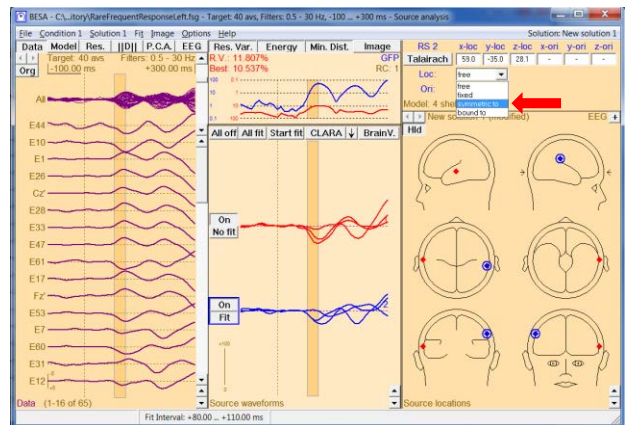 BESA - C:\...itory\RareFrequentResponseLeft.fsg - Target: 40 avs, Filters: 0.5 - 30 Hz, -100 ... +300 ms - Source analysis
File Condition 1 Solution 1 Fit Image Options Help Solution: New solution 1
Data Model Res. ||D|| P.C.A. EEG Res. Var. Energy Min. Dist. Image RS 2 x-loc y-loc z-loc x-ori y-ori z-ori
Org Target: 40 avs Filters: 0.5 - 30 Hz
-100.00 ms +300.00 ms
R.V.: 11.807% GFP
Best: 10.537% RC: 1
Talairach 59.0 -35.0 28.1 - - -
Loc: free
Ori: free
fixed
symmetric to
bound to
Model: 4 she
New solution 1 (modified) EEG +
All off All fit Start fit CLARA ↓ BrainV.
Hld
All
E44
E10
E1
E26
Cz'
E28
E33
E47
E61
E17
Fz'
E53
E7
E60
E31
E12
On
No fit
On
Fit
2
+100
Data (1-16 of 65) Source waveforms Source locations
Fit Interval: +80.00 ... +110.00 ms